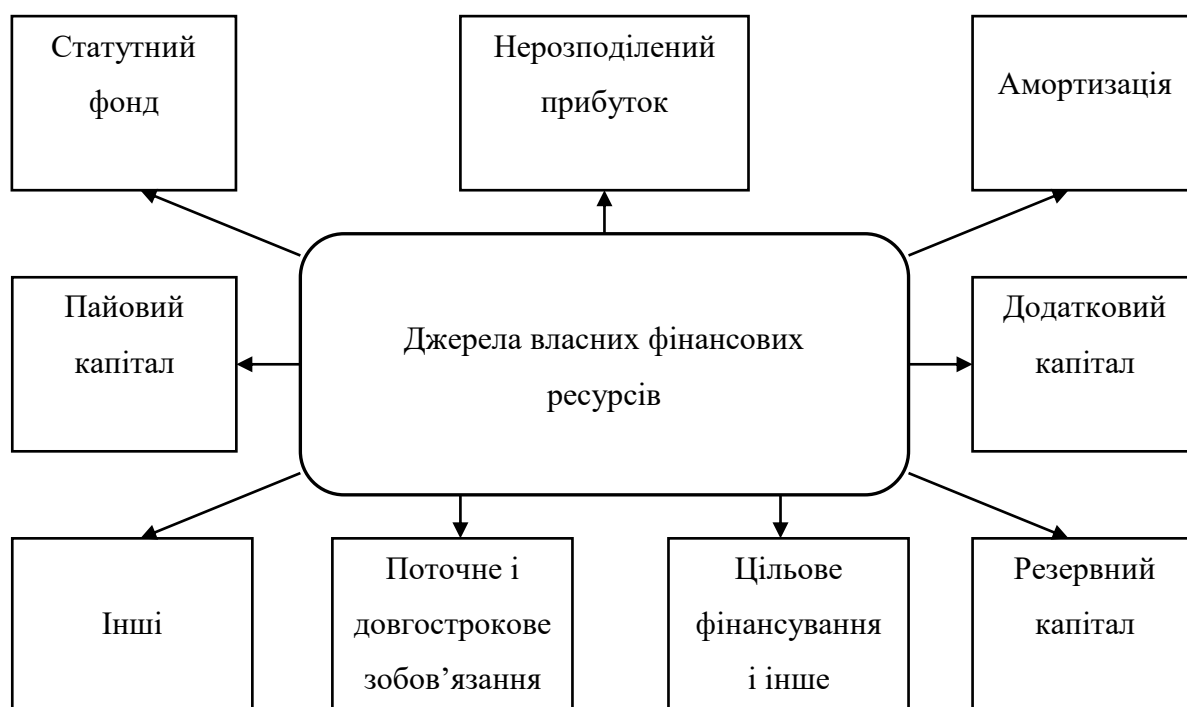 Статутний
фонд
Нерозподілений
прибуток
Амортизація
Пайовий
капітал
Джерела власних фінансових
ресурсів
Додатковий
капітал
Інші
Поточне і
довгострокове
зобов’язання
Цільове
фінансування
і інше
Резервний
капітал